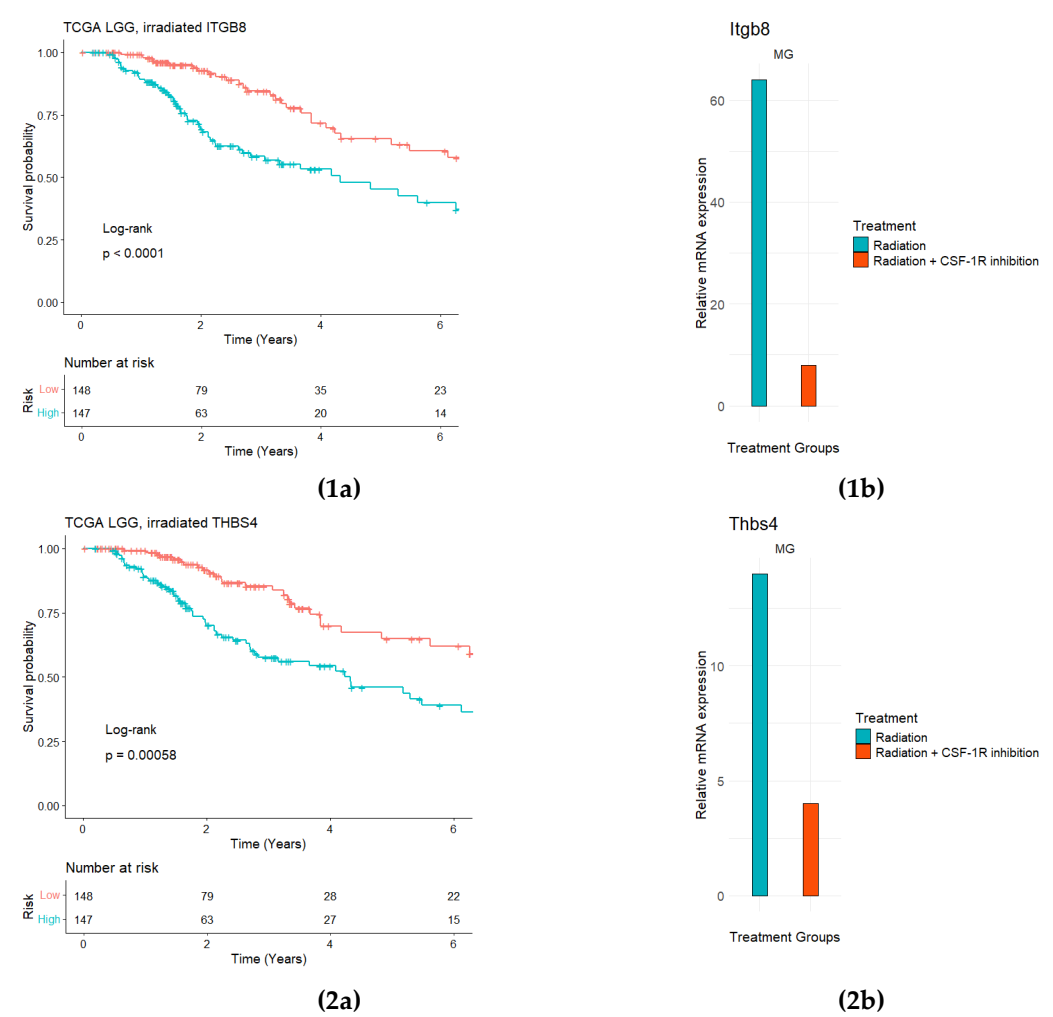 TCGA LGG, irradiated ITGB8
Survival probability
1.00
0.75
0.50
0.25
0.00
Log-rank
p < 0.0001
0 2 4 6
Time (Years)
Number at risk
Risk
Low 148 79 35 23
High 147 63 20 14
0 2 4 6
Time (Years)
(1a)
Itgb8
MG
Relative mRNA expression
60
40
20
0
Treatment Groups
Treatment
Radiation
Radiation + CSF-1R inhibition
(1b)
TCGA LGG, irradiated THBS4
Survival probability
1.00
0.75
0.50
0.25
0.00
Log-rank
p = 0.00058
0 2 4 6
Time (Years)
Number at risk
Risk
Low 148 79 28 22
High 147 63 27 15
0 2 4 6
Time (Years)
(2a)
Thbs4
MG
Relative mRNA expression
10
5
0
Treatment Groups
Treatment
Radiation
Radiation + CSF-1R inhibition
(2b)